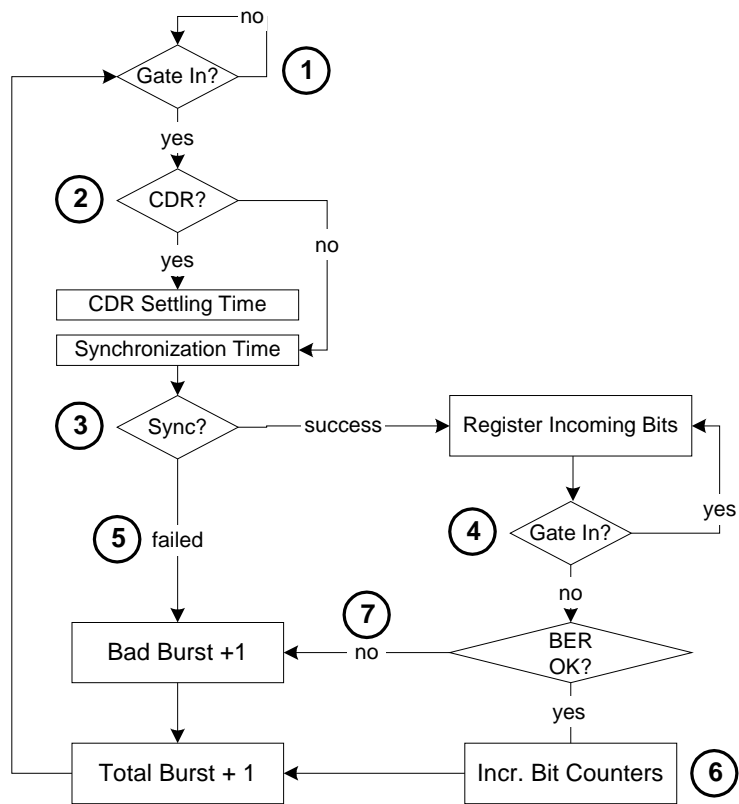 no
Gate In?
1
yes
2
CDR?
no
yes
CDR Settling Time
Synchronization Time
3
Sync?
success
Register Incoming Bits
yes
4
Gate In?
5
failed
no
7
BER
OK?
Bad Burst +1
no
yes
Total Burst + 1
Incr. Bit Counters
6